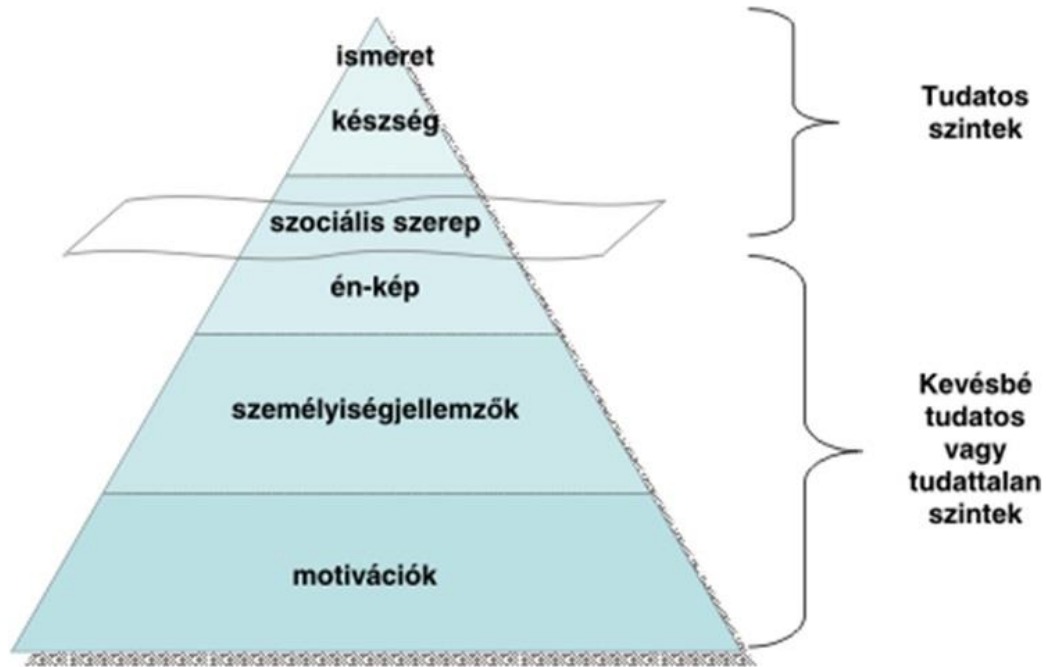 ismeret
készség
szociális szerep
én-kép
személyiségjellemzők
motivációk
Tudatos
szintek
Kevésbé
tudatos
vagy
tudattalan
szintek